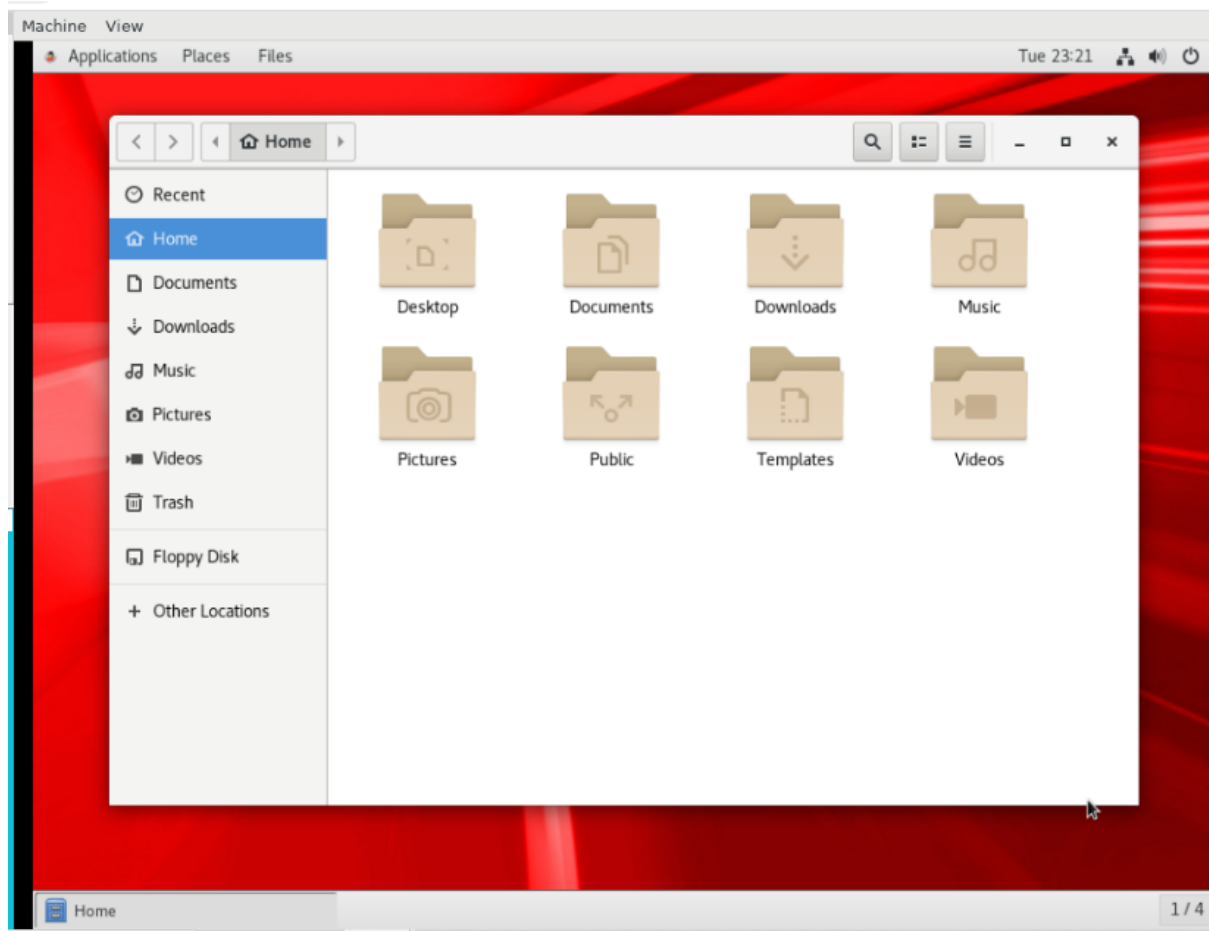 Machine View
Applications Places Files Tue 23:21
Home
Recent
Home
Documents
Downloads
Music
Pictures
Videos
Trash
Floppy Disk
+ Other Locations
Desktop Documents Downloads Music
Pictures Public Templates Videos
Home 1 / 4